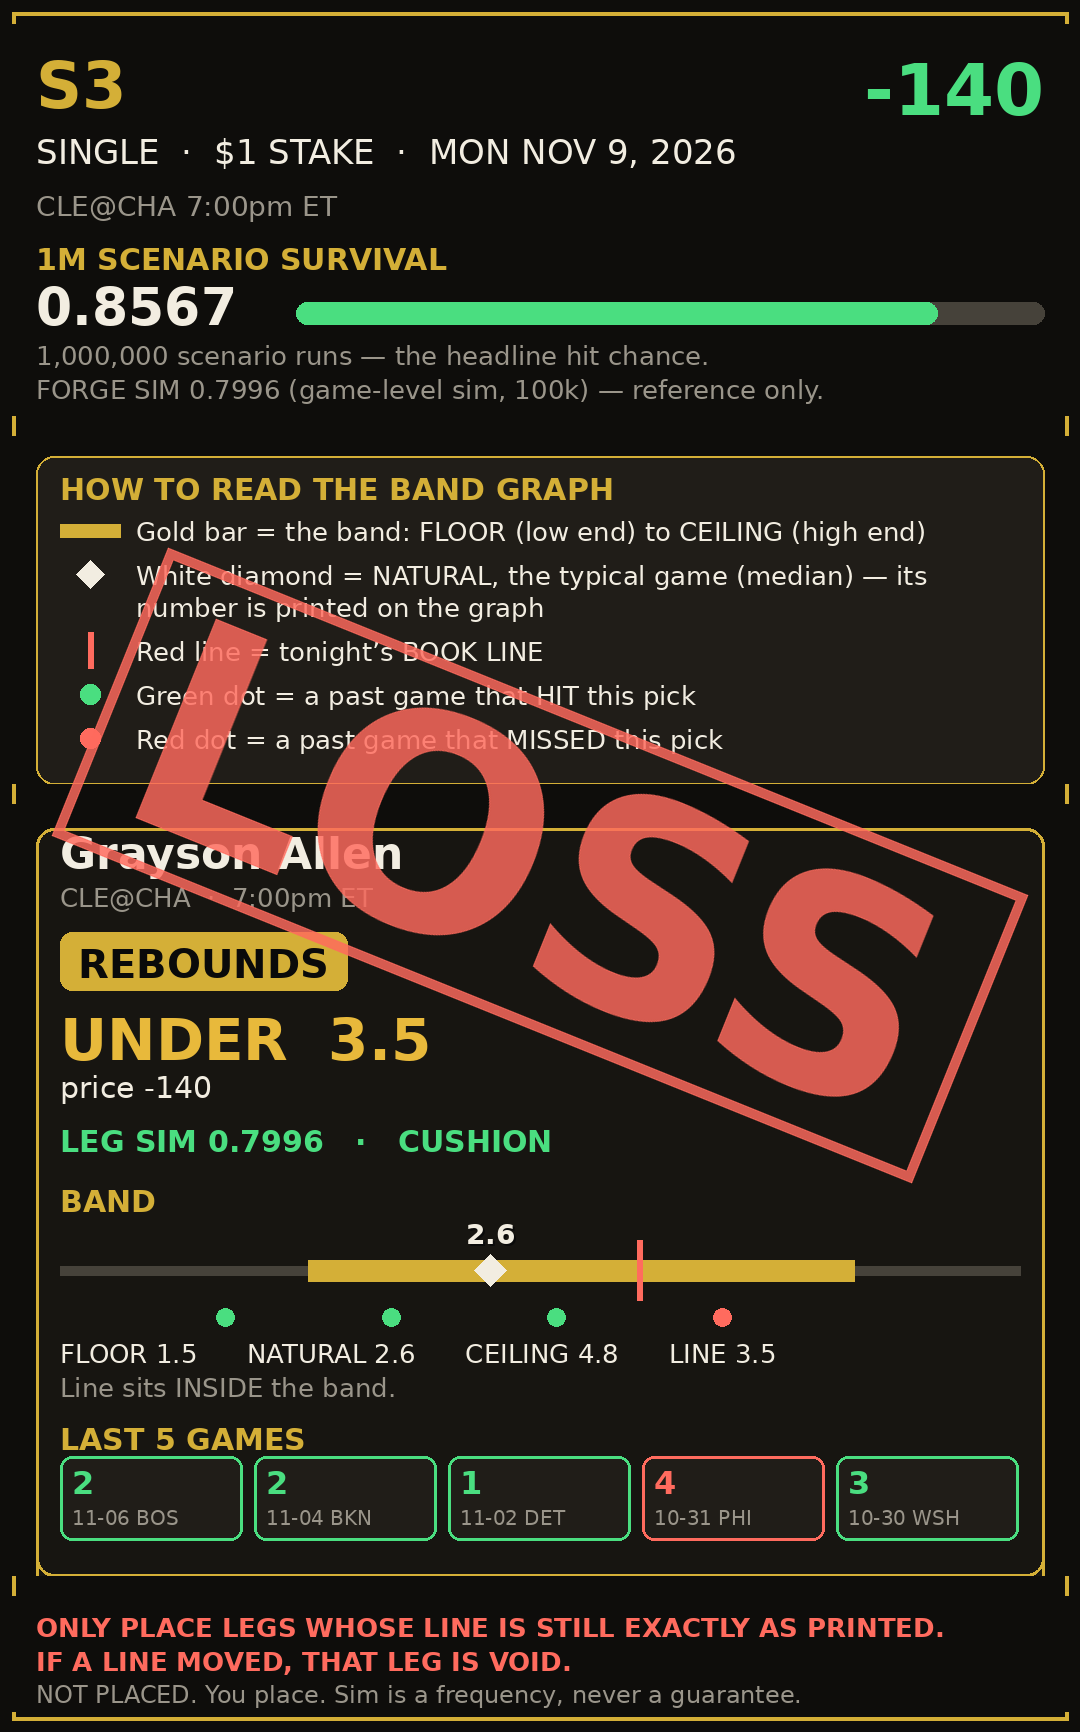 S3
-140
SINGLE · $1 STAKE · MON NOV 9, 2026
CLE@CHA 7:00pm ET
1M SCENARIO SURVIVAL
0.8567
1,000,000 scenario runs — the headline hit chance.
FORGE SIM 0.7996 (game-level sim, 100k) — reference only.
HOW TO READ THE BAND GRAPH
Gold bar = the band: FLOOR (low end) to CEILING (high end)
White diamond = NATURAL, the typical game (median) — its
number is printed on the graph
Red line = tonight’s BOOK LINE
Green dot = a past game that HIT this pick
Red dot = a past game that MISSED this pick
LOSS
Grayson Allen
CLE@CHA · 7:00pm ET
REBOUNDS
UNDER 3.5
price -140
LEG SIM 0.7996 · CUSHION
BAND
2.6
FLOOR 1.5 NATURAL 2.6 CEILING 4.8 LINE 3.5
Line sits INSIDE the band.
LAST 5 GAMES
2 2 1 4 3
11-06 BOS 11-04 BKN 11-02 DET 10-31 PHI 10-30 WSH
ONLY PLACE LEGS WHOSE LINE IS STILL EXACTLY AS PRINTED.
IF A LINE MOVED, THAT LEG IS VOID.
NOT PLACED. You place. Sim is a frequency, never a guarantee.